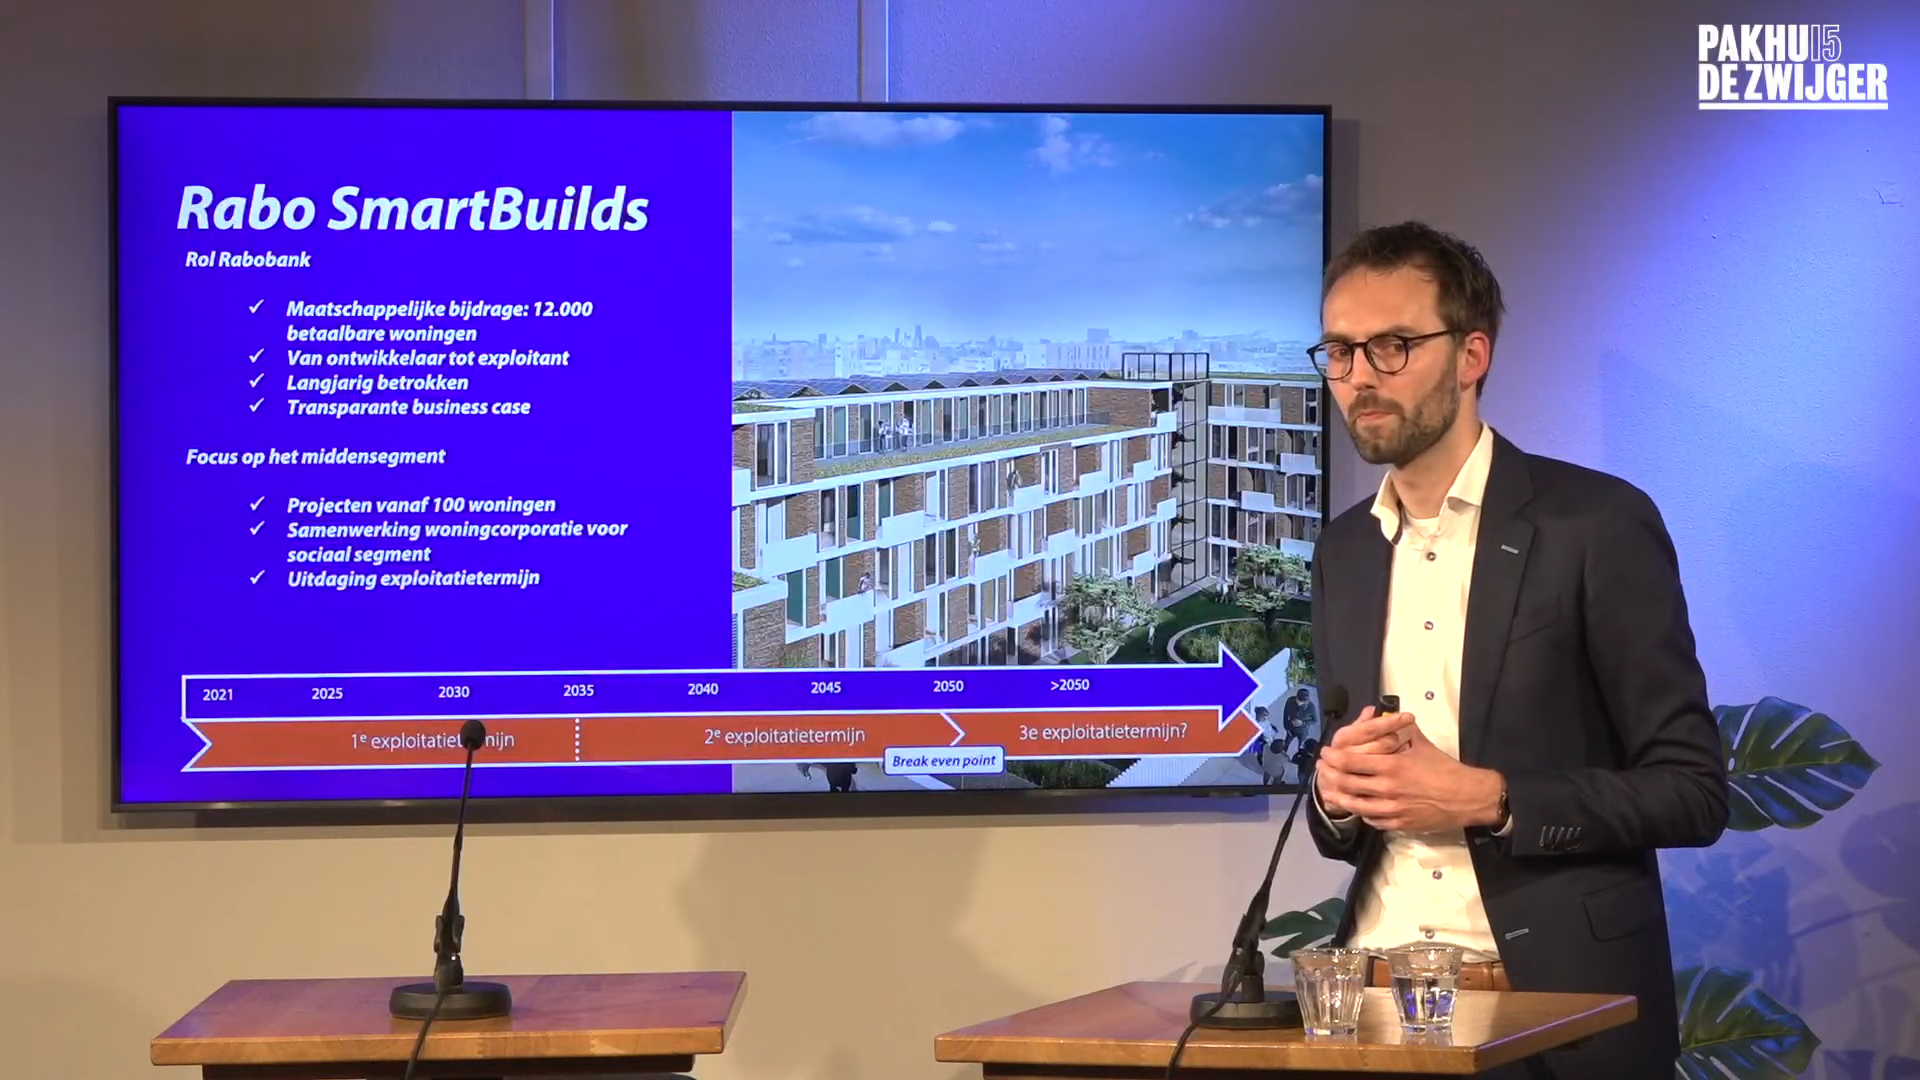 PAKHUIS
DE ZWIJGER
Rabo SmartBuilds
Rol Rabobank
✓ Maatschappelijke bijdrage: 12.000
betaalbare woningen
✓ Van ontwikkelaar tot exploitant
✓ Langjarig betrokken
✓ Transparante business case
Focus op het middensegment
✓ Projecten vanaf 100 woningen
✓ Samenwerking woningcorporatie voor
sociaal segment
✓ Uitdaging exploitatietermijn
2021 2025 2030 2035 2040 2045 2050 >2050
1e 2e exploitatietermijn 3e exploitatietermijn?
Break even point